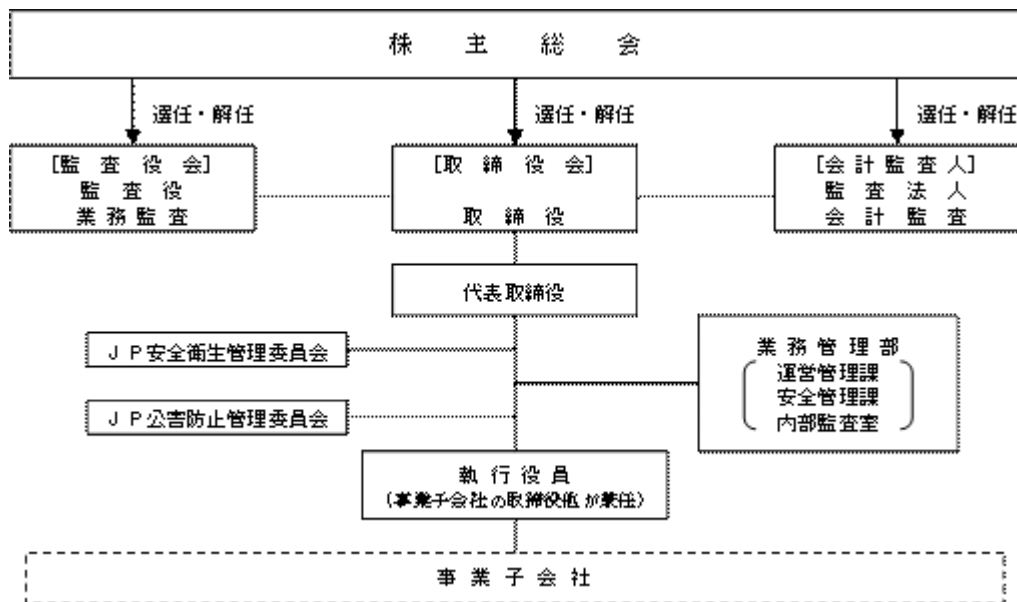 株主総会
選任・解任
選任・解任
選任・解任
[監査役会]
監査役
業務監査
[取締役会]
取締役
[会計監査人]
監査法人
会計監査
代表取締役
JP安全衛生管理委員会
業務管理部
運営管理課
安全管理課
内部監査室
JP公害防止管理委員会
執行役員
(事業子会社の取締役他が兼任)
事業子会社